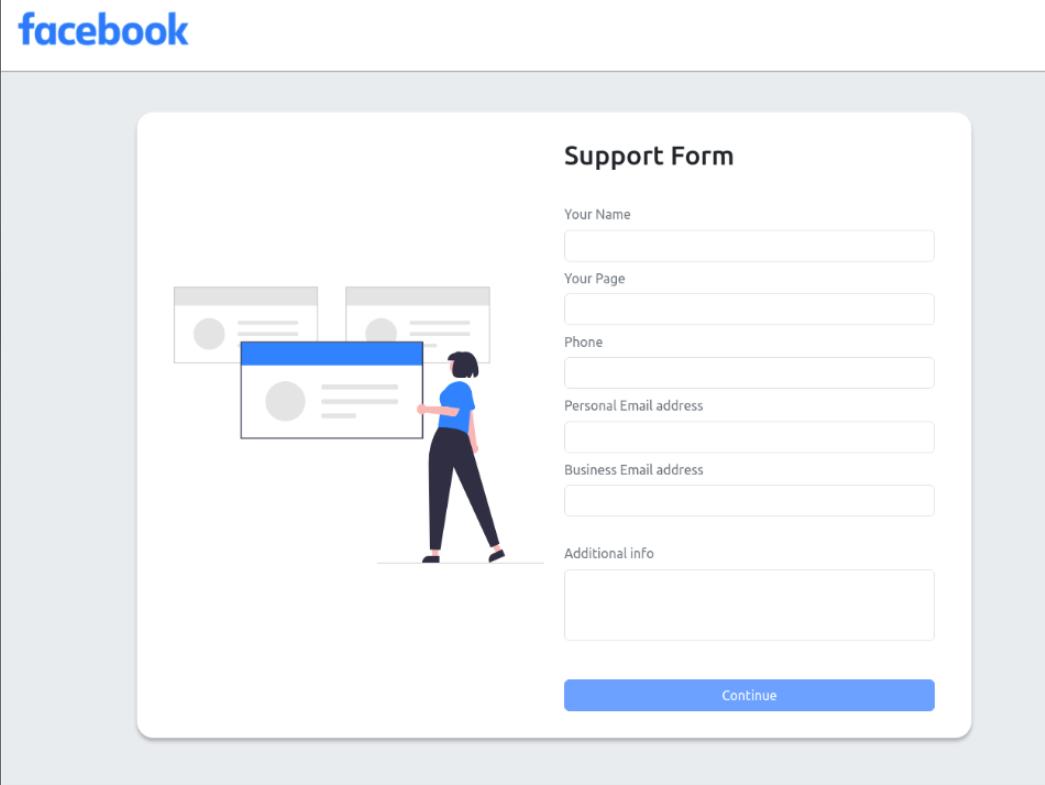 facebook
Support Form
Your Name
Your Page
Phone
Personal Email address
Business Email address
Additional info
Continue